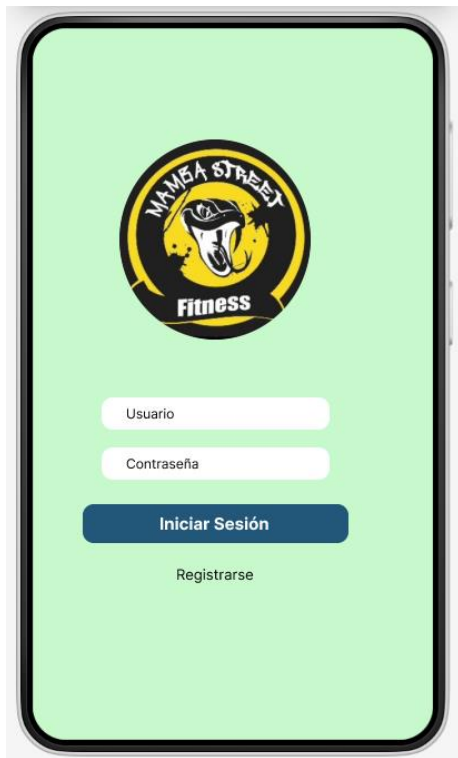 MAMBA STREET
Fitness
Usuario
Contraseña
Iniciar Sesión
Registrarse